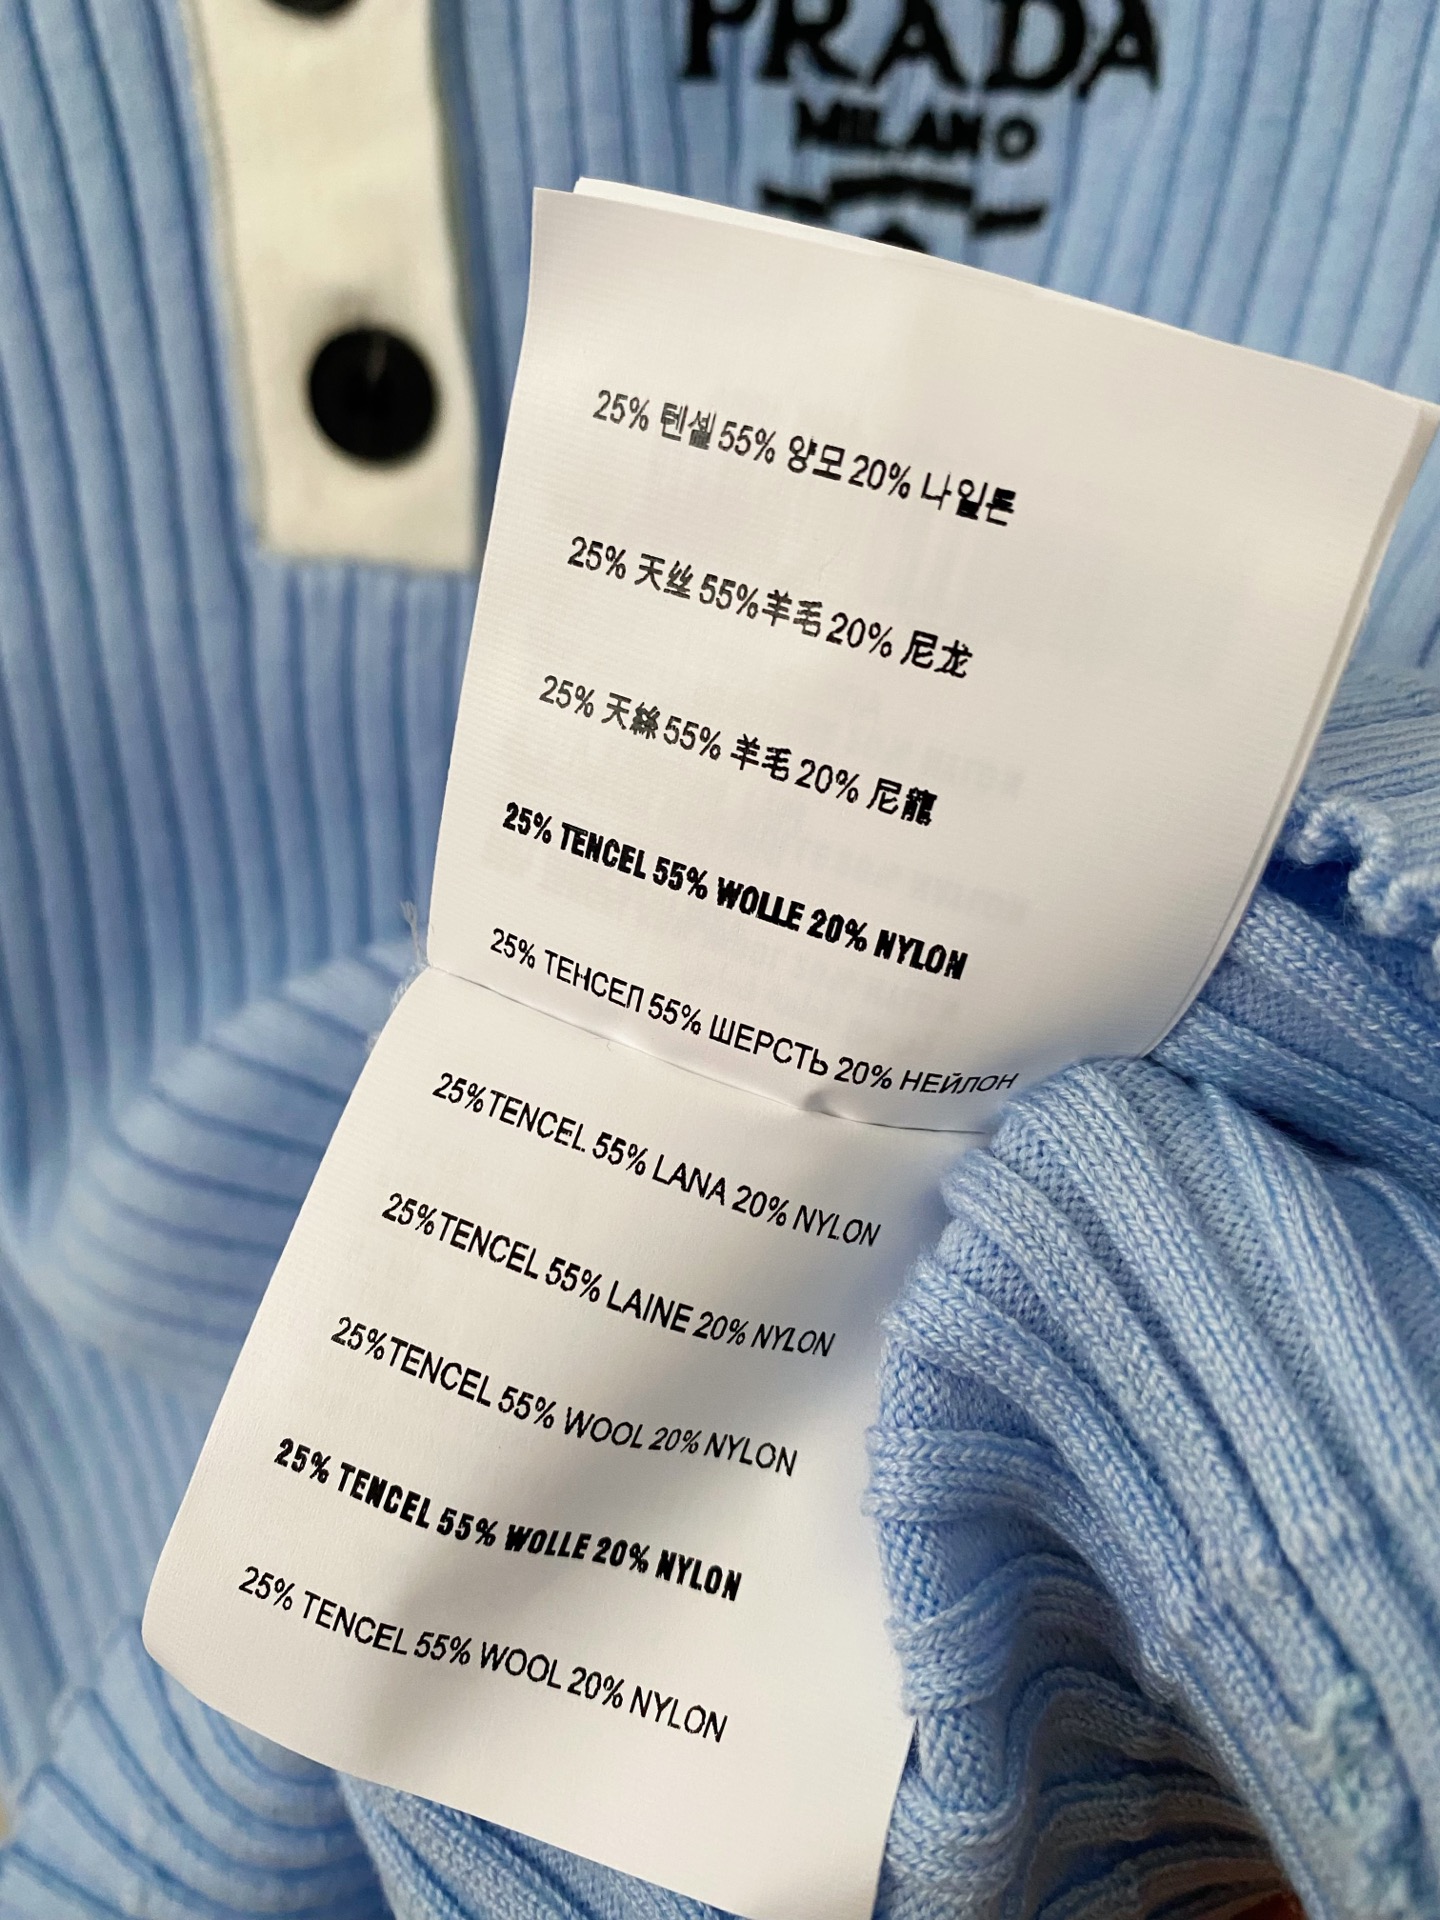 PRADA
MILANO
25% 텐셀 55% 양모 20% 나일론
25% 天丝 55%羊毛 20% 尼龙
25% 天絲 55% 羊毛 20% 尼龍
25% TENCEL 55% WOLLE 20% NYLON
25% ТЕНСЕЛ 55% ШЕРСТЬ 20% НЕЙЛОН
25%TENCEL 55% LANA 20% NYLON
25%TENCEL 55% LAINE 20% NYLON
25%TENCEL 55% WOOL 20% NYLON
25% TENCEL 55% WOLLE 20% NYLON
25% TENCEL 55% WOOL 20% NYLON